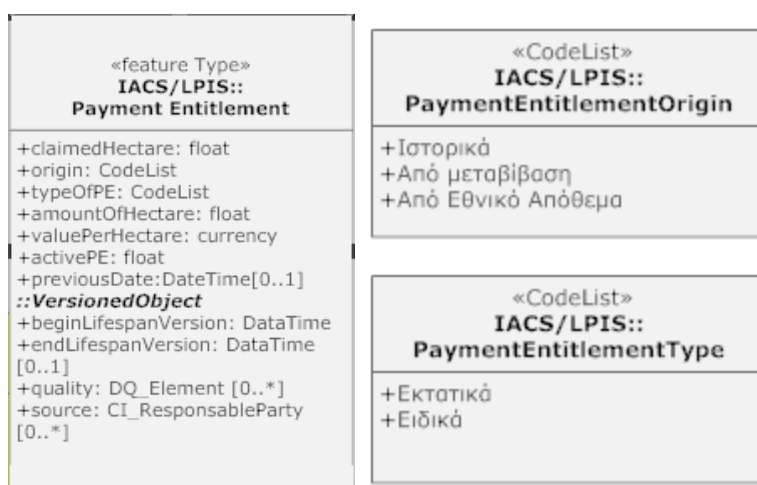 «feature Type»
IACS/LPIS::
Payment Entitlement
+claimedHectare: float
+origin: CodeList
+typeOfPE: CodeList
+amountOfHectare: float
+valuePerHectare: currency
+activePE: float
+previousDate:DateTime[0..1]
::VersionedObject
+beginLifespanVersion: DataTime
+endLifespanVersion: DataTime
[0..1]
+quality: DQ_Element [0..*]
+source: CI_ResponsableParty
[0..*]
«CodeList»
IACS/LPIS::
PaymentEntitlementOrigin
+Ιστορικά
+Από μεταβίβαση
+Από Εθνικό Απόθεμα
«CodeList»
IACS/LPIS::
PaymentEntitlementType
+Εκτατικά
+Ειδικά